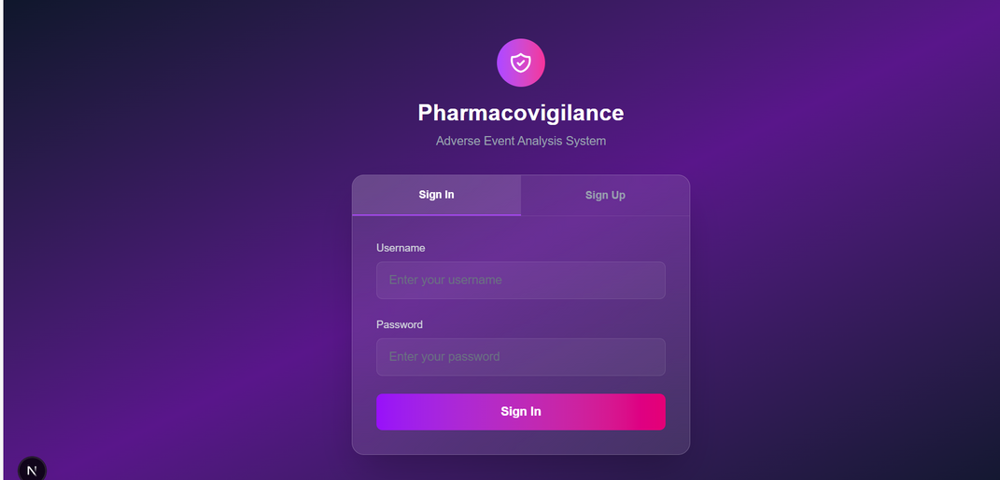 Pharmacovigilance
Adverse Event Analysis System
Sign In
Sign Up
Username
Enter your username
Password
Enter your password
Sign In
N